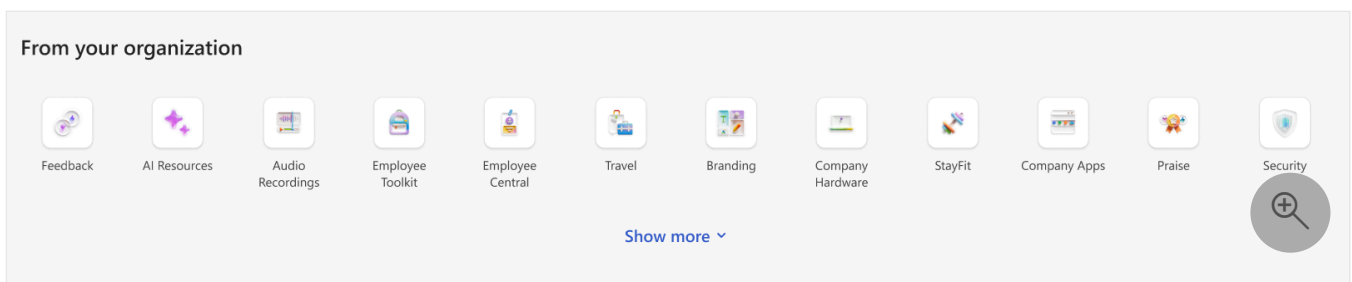 From your organization
Feedback
AI Resources
Audio
Recordings
Employee
Toolkit
Employee
Central
Travel
Branding
Company
Hardware
StayFit
Company Apps
Praise
Security
Show more